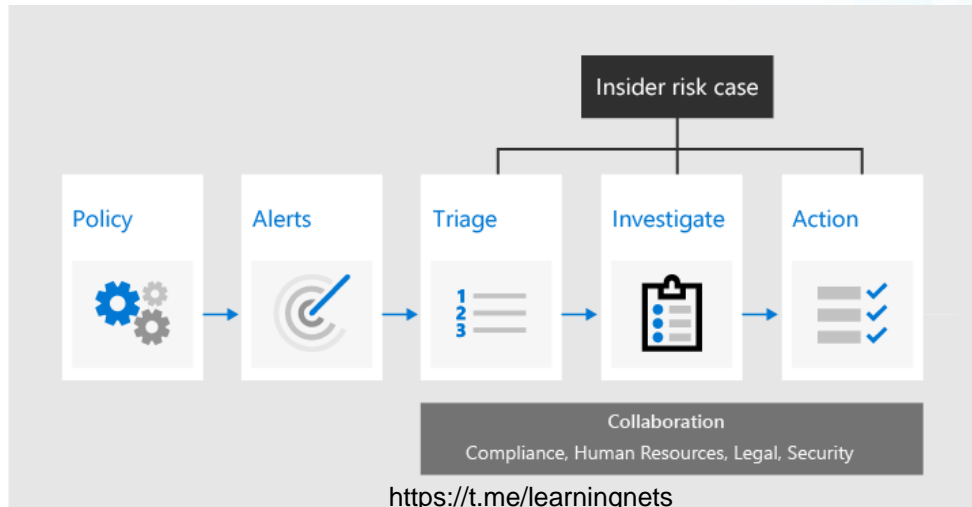 Insider risk case
Policy
Alerts
Triage
Investigate
Action
1
2
3
Collaboration
Compliance, Human Resources, Legal, Security
https://t.me/learningnets